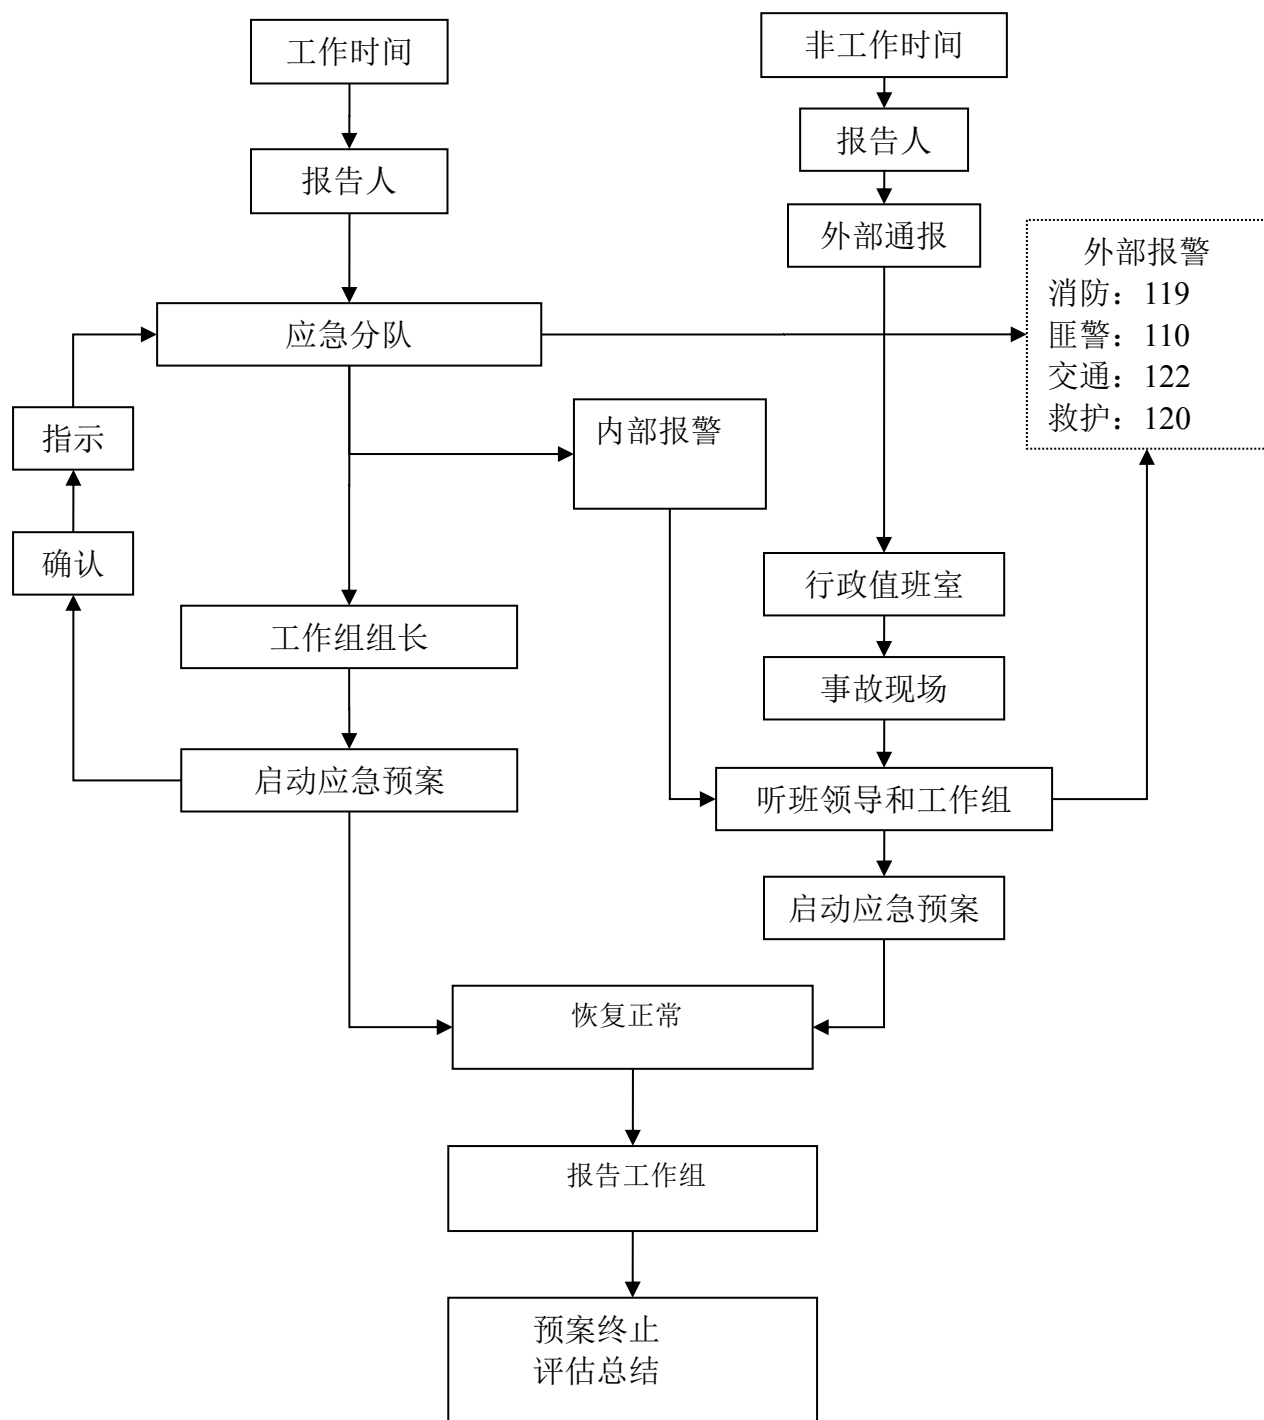 工作时间
非工作时间
报告人
报告人
外部通报
外部报警
消防：119
匪警：110
交通：122
救护：120
应急分队
指示
内部报警
确认
行政值班室
工作组组长
事故现场
启动应急预案
听班领导和工作组
启动应急预案
恢复正常
报告工作组
预案终止
评估总结